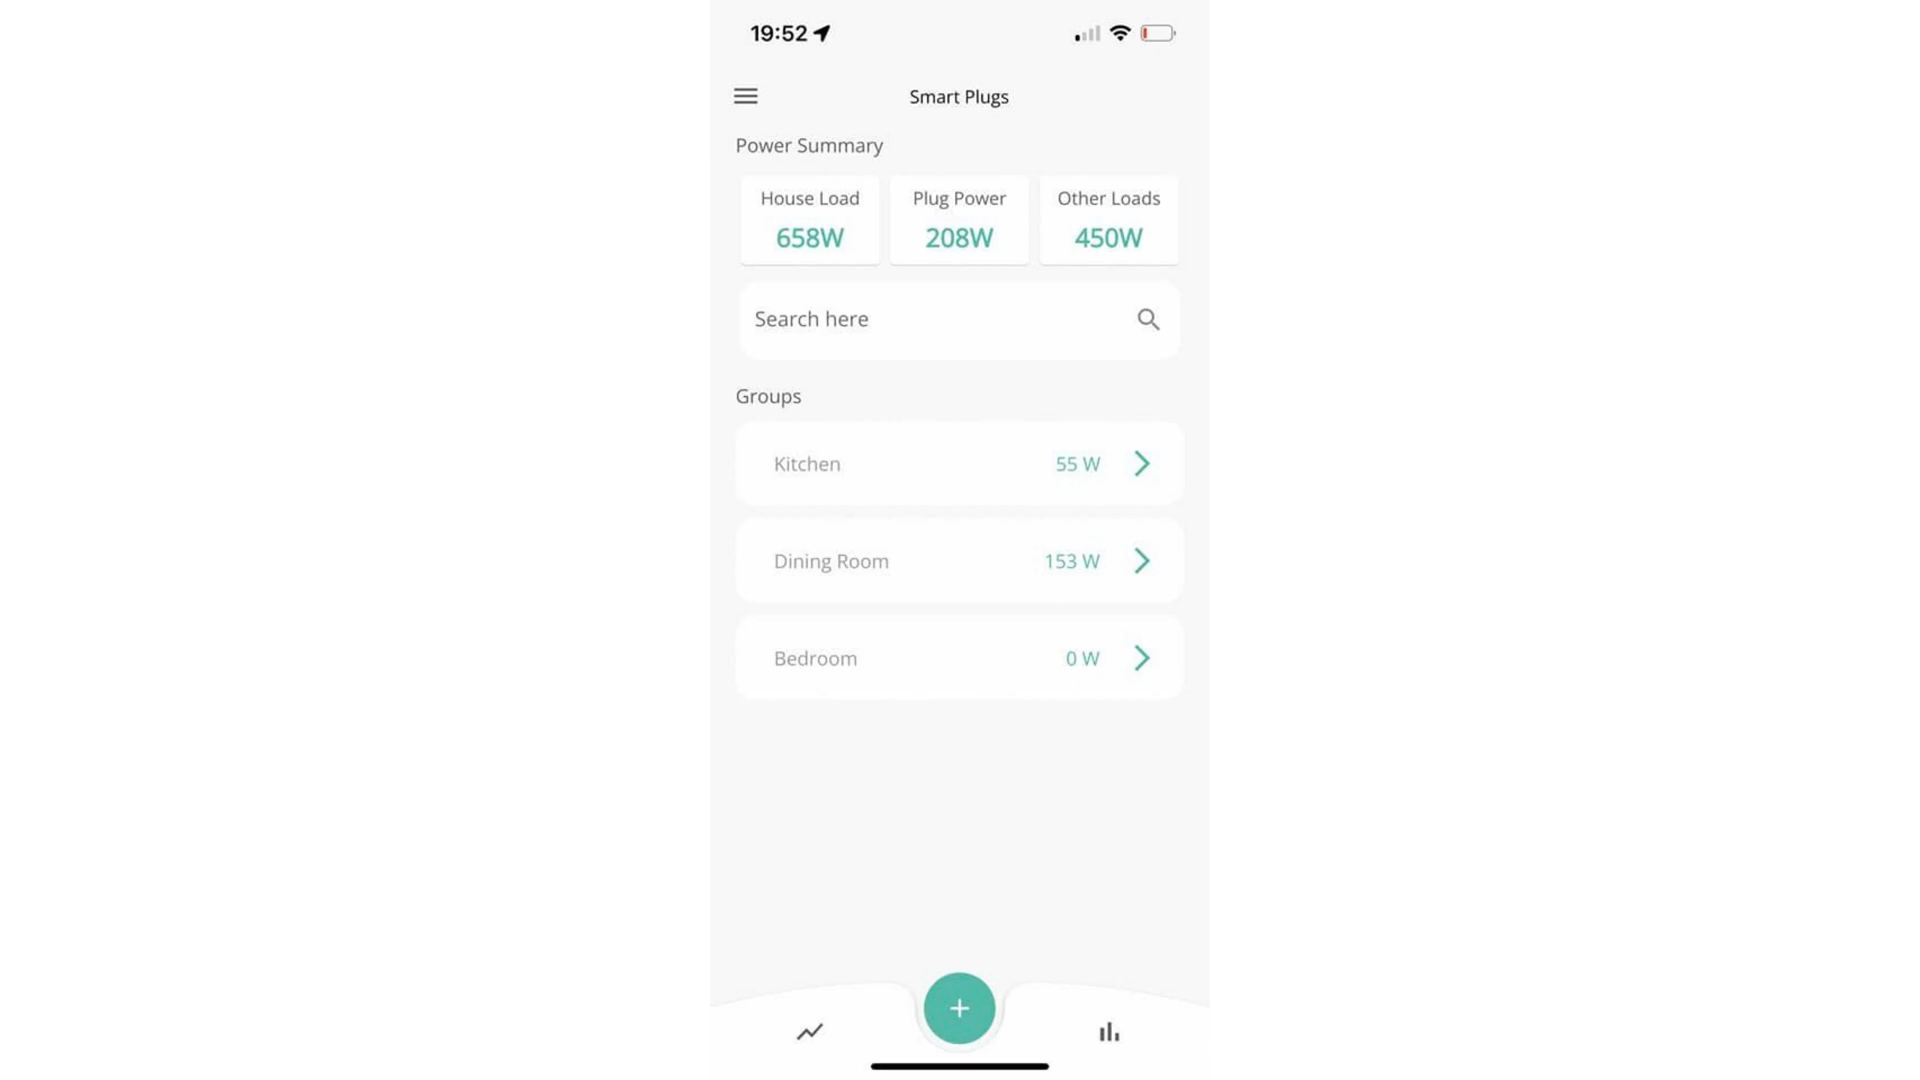 19:52
Smart Plugs
Power Summary
House Load
658W
Plug Power
208W
Other Loads
450W
Search here
Groups
Kitchen 55 W
Dining Room 153 W
Bedroom 0 W